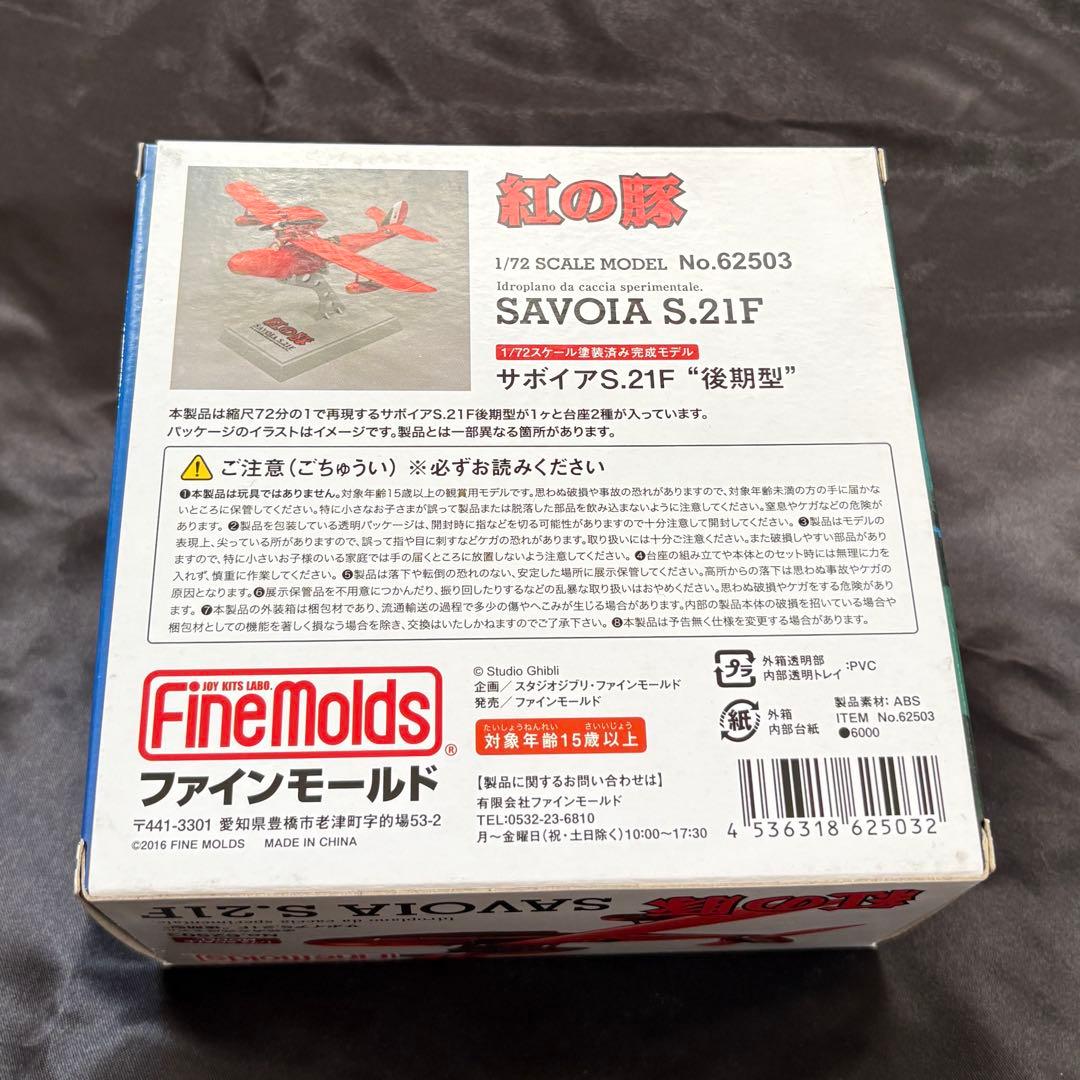 紅の豚
1/72 SCALE MODEL No.62503
Idroplano da caccia sperimentale.
SAVOIA S.21F
1/72スケール塗装済み完成モデル
サボイアS.21F “後期型”
紅の豚
SAVOIA S.21F
本製品は縮尺72分の1で再現するサボイアS.21F後期型が1ヶと台座2種が入っています。
パッケージのイラストはイメージです。製品とは一部異なる箇所があります。
ご注意(ごちゅうい) ※必ずお読みください
❶本製品は玩具ではありません。対象年齢15歳以上の観賞用モデルです。思わぬ破損や事故の恐れがありますので、対象年齢未満の方の手に届かな
いところに保管してください。特に小さなお子さまが誤って製品または脱落した部品を飲み込まないように注意してください。窒息やケガなどの危険が
あります。❷製品を包装している透明パッケージは、開封時に指などを切る可能性がありますので十分注意して開封してください。❸製品はモデルの
表現上、尖っている所がありますので、誤って指や目に刺すなどケガの恐れがあります。取り扱いには十分ご注意ください。また破損しやすい部品があり
ますので、特に小さいお子様のいる家庭では手の届くところに放置しないよう注意してください。❹台座の組み立てや本体とのセット時には無理に力を
入れず、慎重に作業してください。❺製品は落下や転倒の恐れのない、安定した場所に展示保管してください。高所からの落下は思わぬ事故やケガの
原因となります。❻展示保管品を不用意につかんだり、振り回したりするなどの乱暴な取り扱いはおやめください。思わぬ破損やケガをする危険があり
ます。❼本製品の外装箱は梱包材であり、流通輸送の過程で多少の傷やへこみが生じる場合があります。内部の製品本体の破損を招いている場合や
梱包材としての機能を著しく損なう場合を除き、交換はいたしかねますのでご了承下さい。❽本製品は予告無く仕様を変更する場合があります。
JOY KITS LABO.
FineMolds®
ファインモールド
〒441-3301 愛知県豊橋市老津町字的場53-2
©2016 FINE MOLDS MADE IN CHINA
© Studio Ghibli
企画／スタジオジブリ・ファインモールド
発売／ファインモールド
たいしょうねんれい さいいじょう
対象年齢15歳以上
【製品に関するお問い合わせは】
有限会社ファインモールド
TEL:0532-23-6810
月〜金曜日(祝・土日除く)10:00〜17:30
プラ
外箱透明部
内部透明トレイ :PVC
紙
外箱
内部台紙
製品素材: ABS
ITEM No.62503
●6000
4 536318 625032
紅の豚
Idroplano da caccia sperimentale.
SAVOIA S.21F
サボイアS.21F “後期型”
No.62503
FineMolds